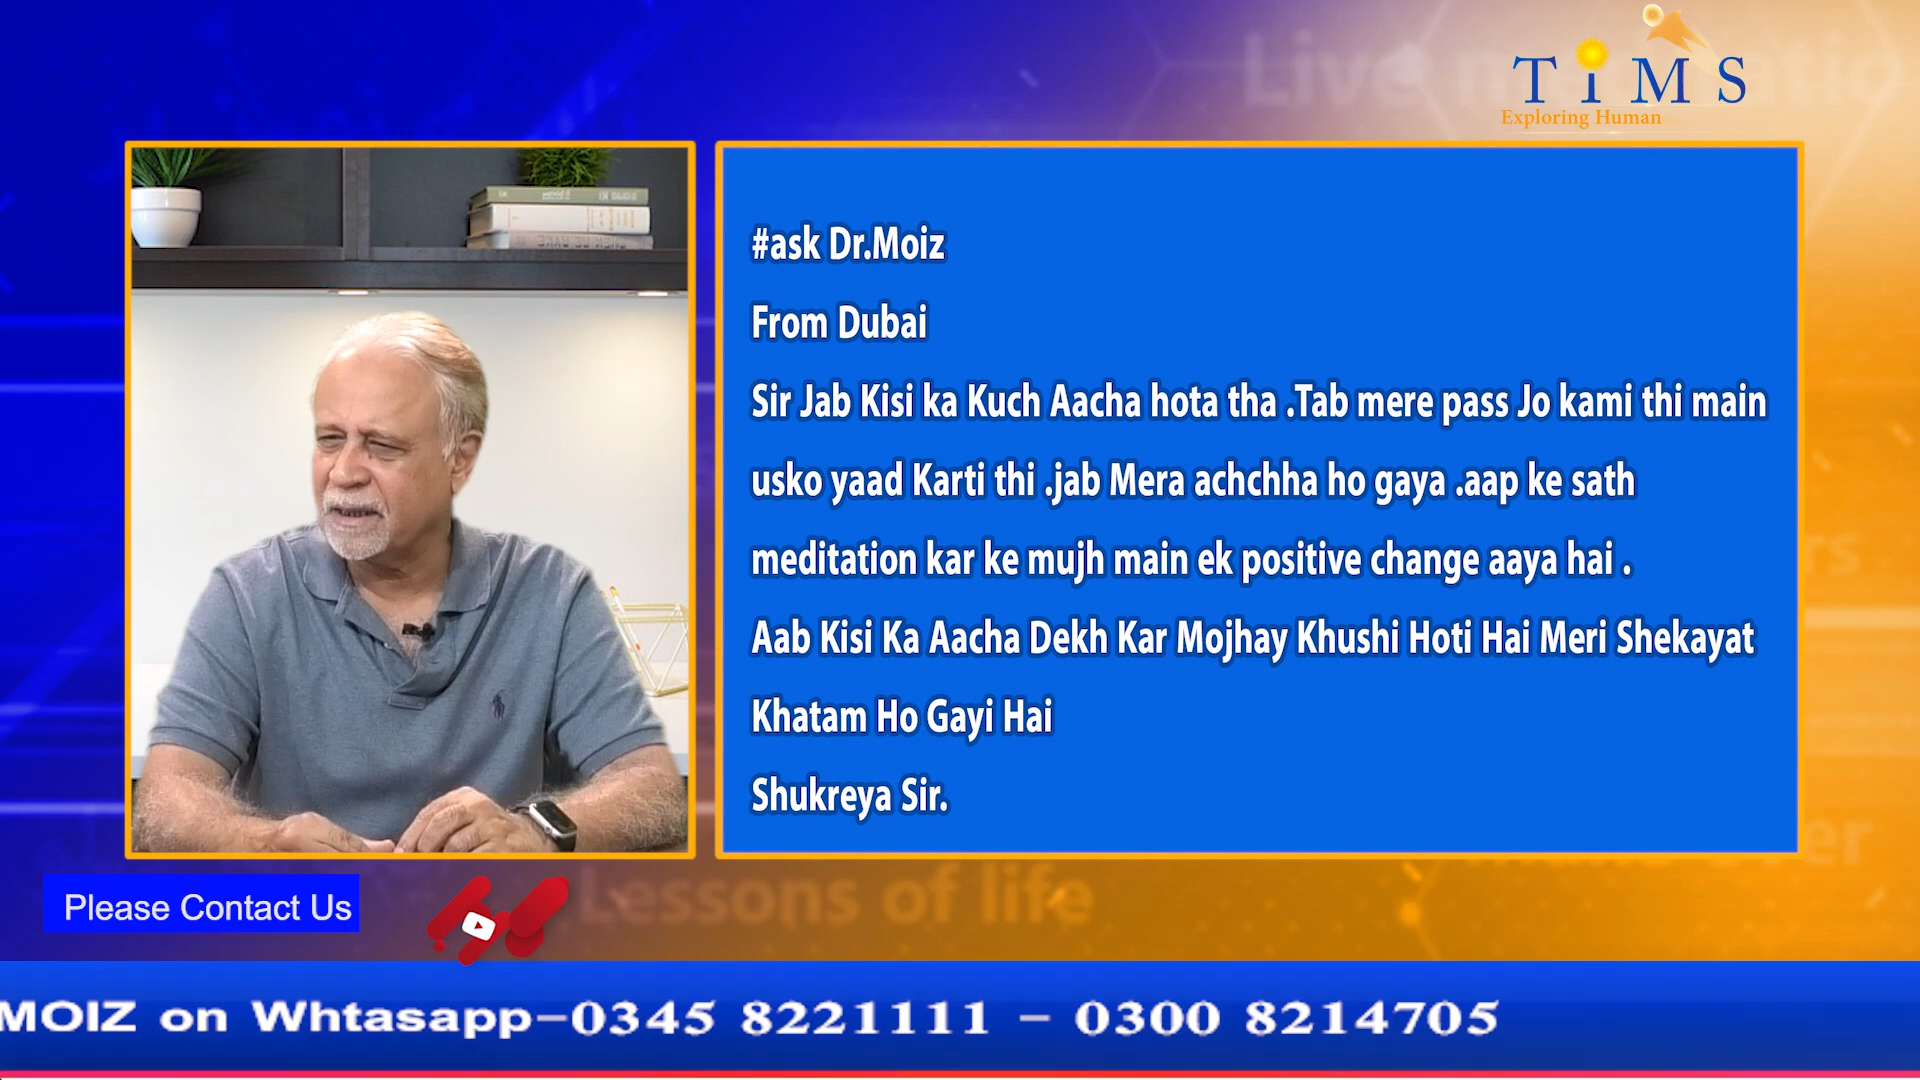 Live
TiMS
Exploring Human
#ask Dr.Moiz
From Dubai
Sir Jab Kisi ka Kuch Aacha hota tha .Tab mere pass Jo kami thi main
usko yaad Karti thi .jab Mera achchha ho gaya .aap ke sath
meditation kar ke mujh main ek positive change aaya hai .
Aab Kisi Ka Aacha Dekh Kar Mojhay Khushi Hoti Hai Meri Shekayat
Khatam Ho Gayi Hai
Shukreya Sir.
Lessons of life
Please Contact Us
MOIZ on Whtasapp-0345 8221111 - 0300 8214705